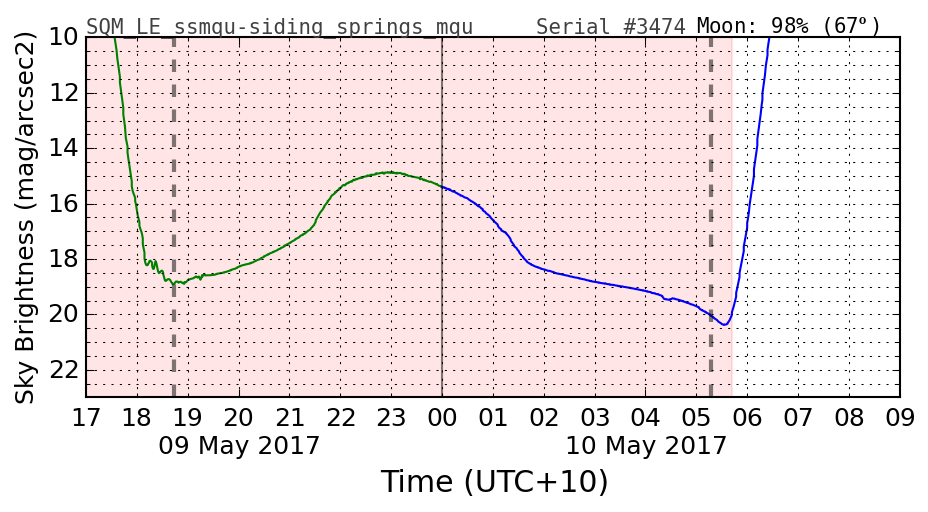 SQM_LE ssmqu-siding_springs_mqu Serial #3474 Moon: 98% (67°)
Sky Brightness (mag/arcsec2)
10
12
14
16
18
20
22
17 18 19 20 21 22 23 00 01 02 03 04 05 06 07 08 09
09 May 2017 10 May 2017
Time (UTC+10)